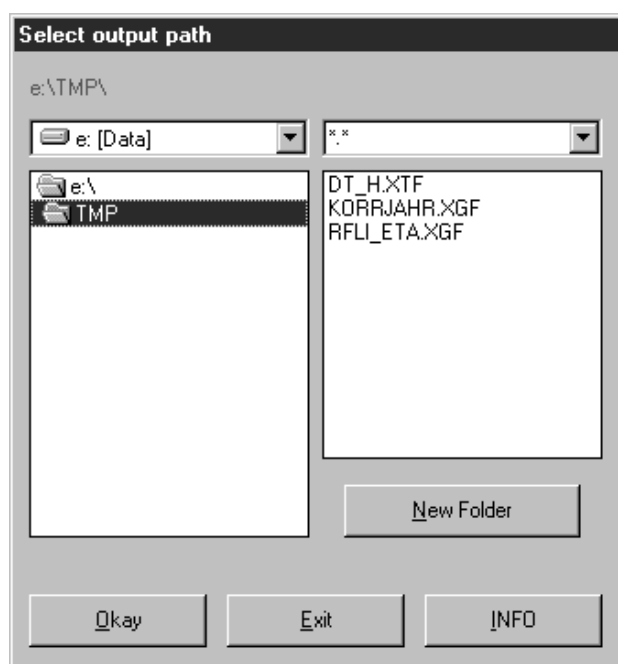 Select output path
e:\TMP\
e: [Data]
*.*
e:\
TMP
DT_H.XTF
KORRJAHR.XGF
RFLI_ETA.XGF
New Folder
Okay
Exit
INFO